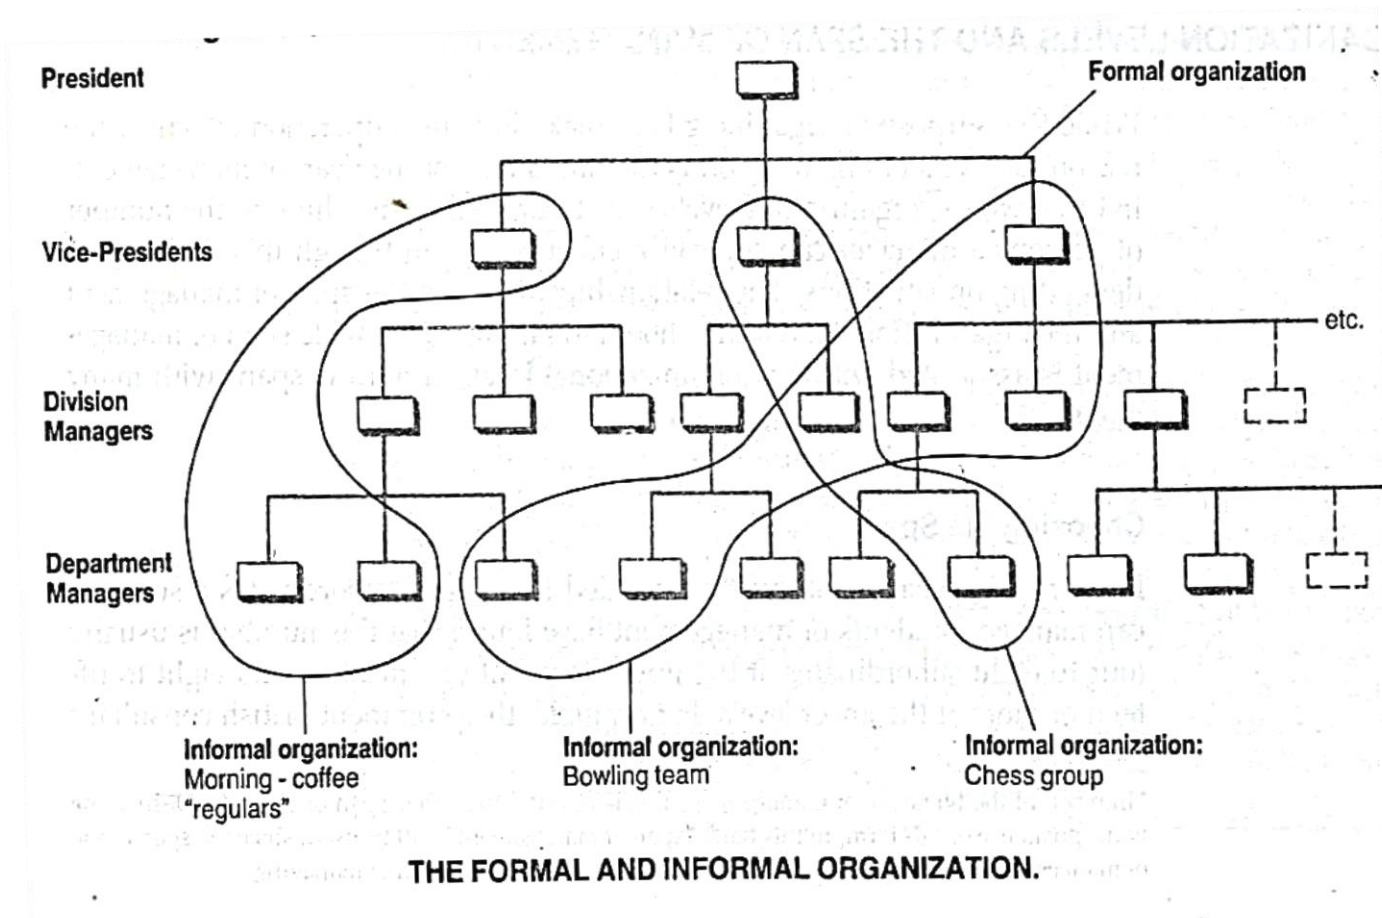 President
Formal organization
Vice-Presidents
etc.
Division
Managers
Department
Managers
Informal organization:
Morning - coffee
"regulars"
Informal organization:
Bowling team
Informal organization:
Chess group
THE FORMAL AND INFORMAL ORGANIZATION.